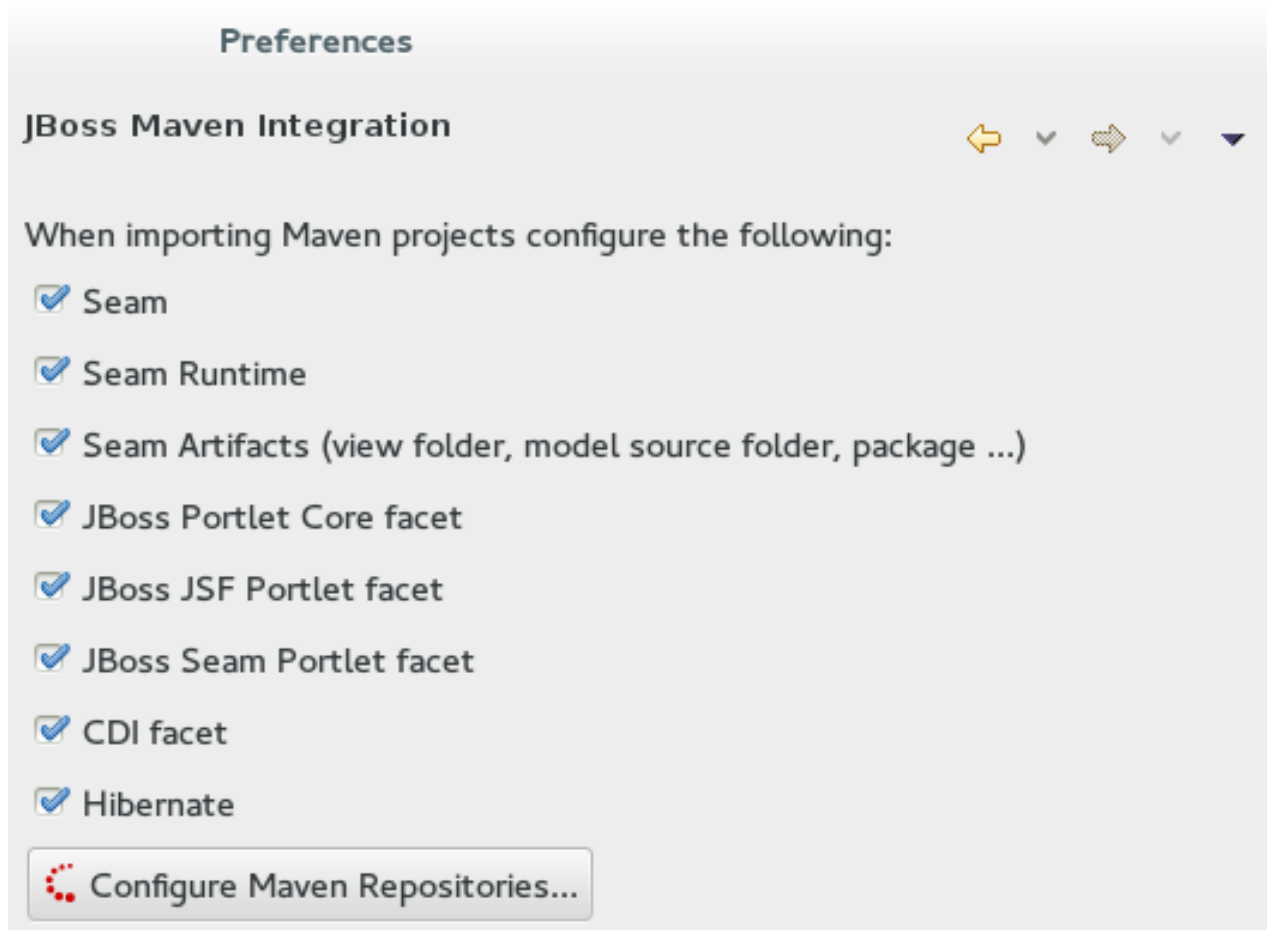 Preferences
JBoss Maven Integration
When importing Maven projects configure the following:
Seam
Seam Runtime
Seam Artifacts (view folder, model source folder, package ...)
JBoss Portlet Core facet
JBoss JSF Portlet facet
JBoss Seam Portlet facet
CDI facet
Hibernate
Configure Maven Repositories...